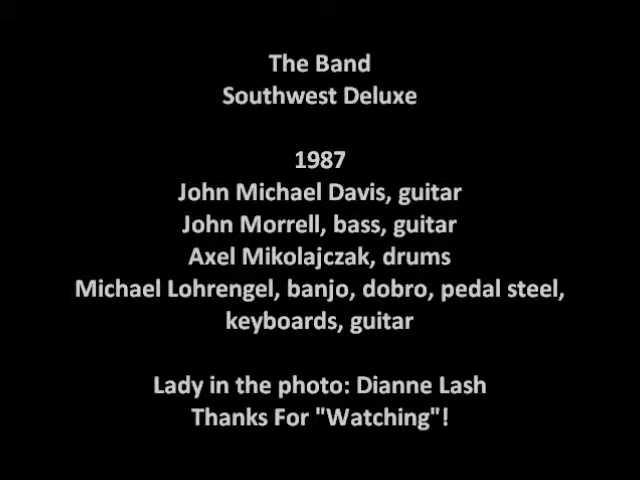 The Band
Southwest Deluxe
1987
John Michael Davis, guitar
John Morrell, bass, guitar
Axel Mikolajczak, drums
Michael Lohrengel, banjo, dobro, pedal steel,
keyboards, guitar
Lady in the photo: Dianne Lash
Thanks For "Watching"!